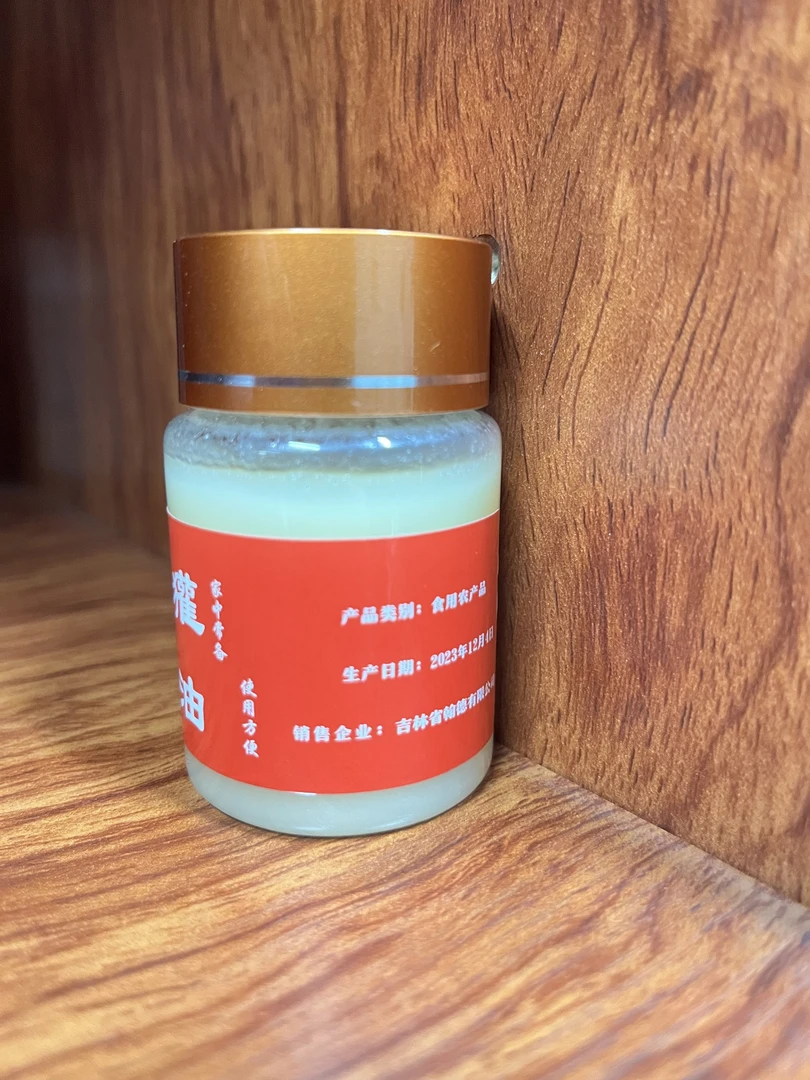 獾油
家中常备
使用方便
产品类别：食用农产品
生产日期：2023年12月4日
销售企业：吉林省翰德有限公司